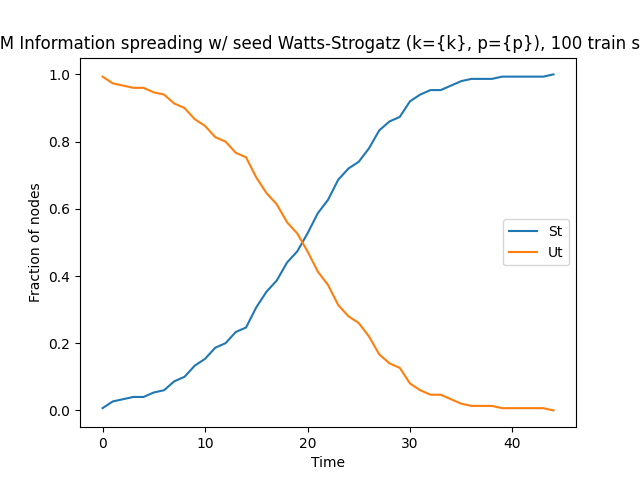 M Information spreading w/ seed Watts-Strogatz (k={k}, p={p}), 100 train s
1.0
0.8
0.6
0.4
0.2
0.0
Fraction of nodes
St
Ut
0 10 20 30 40
Time